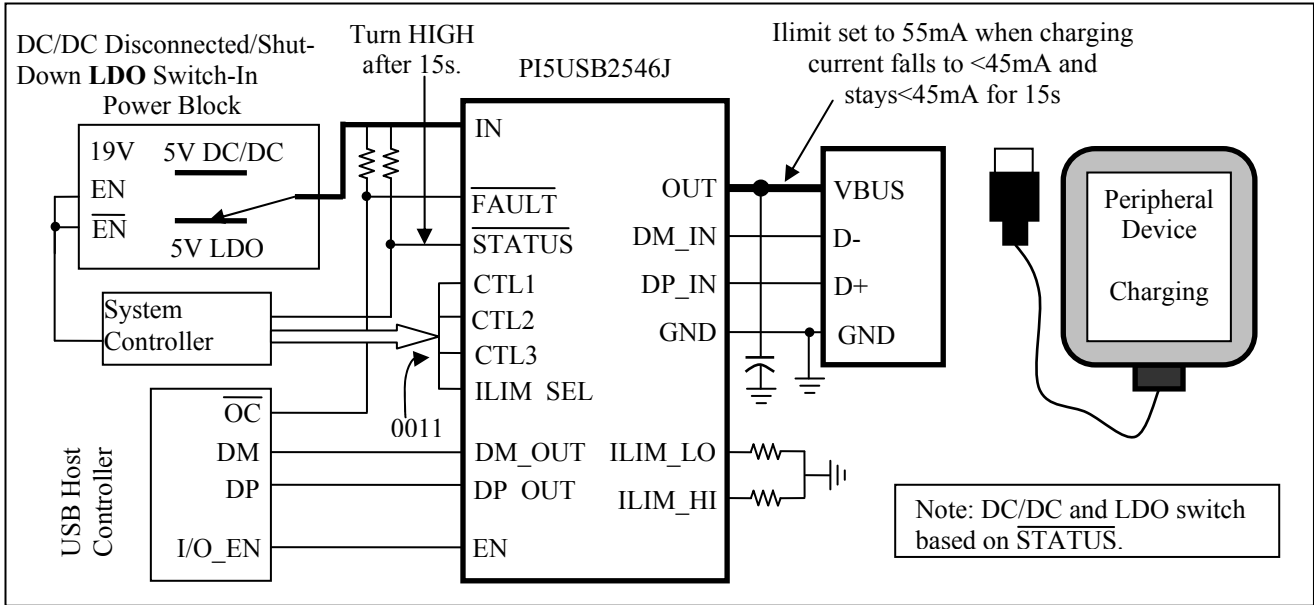 DC/DC Disconnected/Shut-
Down LDO Switch-In
Power Block
Turn HIGH
after 15s.
PI5USB2546J
Ilimit set to 55mA when charging
current falls to <45mA and
stays<45mA for 15s
19V
5V DC/DC
EN
EN
5V LDO
System
Controller
USB Host
Controller
OC
DM
DP
I/O_EN
0011
IN
FAULT
STATUS
CTL1
CTL2
CTL3
ILIM SEL
DM_OUT
DP OUT
EN
OUT
DM_IN
DP_IN
GND
ILIM_LO
ILIM_HI
VBUS
D-
D+
GND
Peripheral
Device
Charging
Note: DC/DC and LDO switch
based on STATUS.